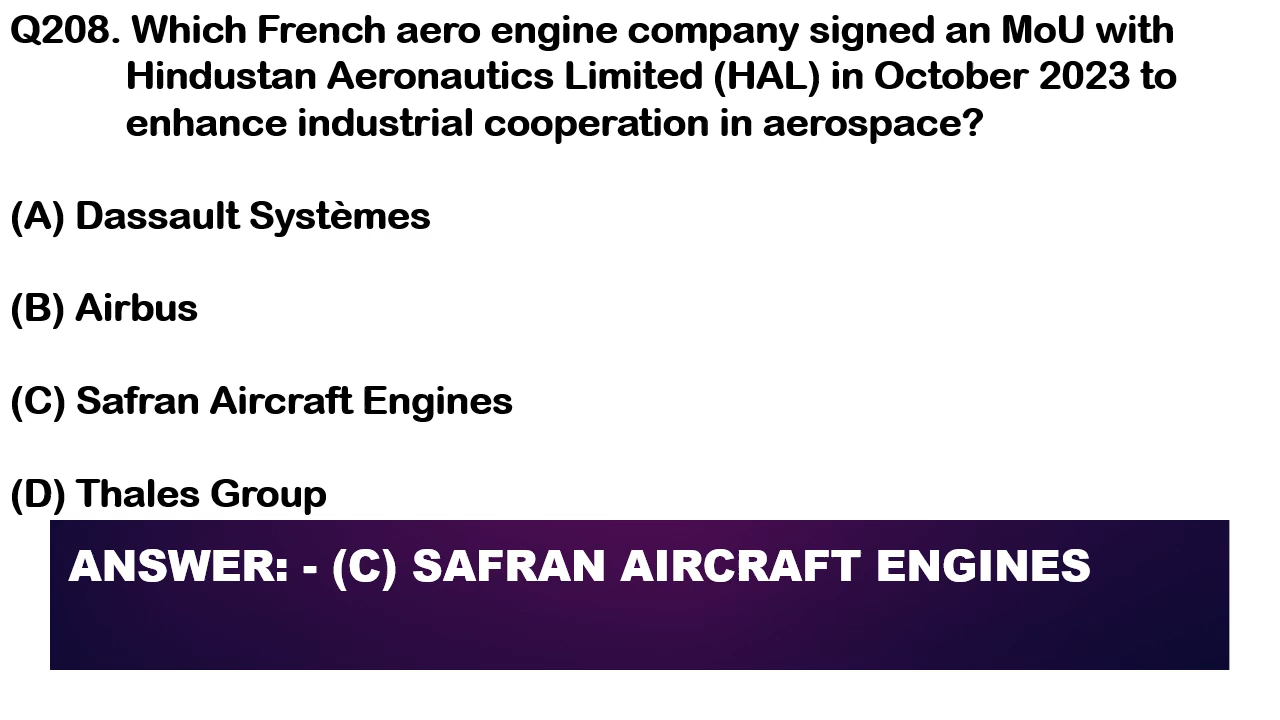 Q208. Which French aero engine company signed an MoU with
Hindustan Aeronautics Limited (HAL) in October 2023 to
enhance industrial cooperation in aerospace?
(A) Dassault Systèmes
(B) Airbus
(C) Safran Aircraft Engines
(D) Thales Group
ANSWER: - (C) SAFRAN AIRCRAFT ENGINES